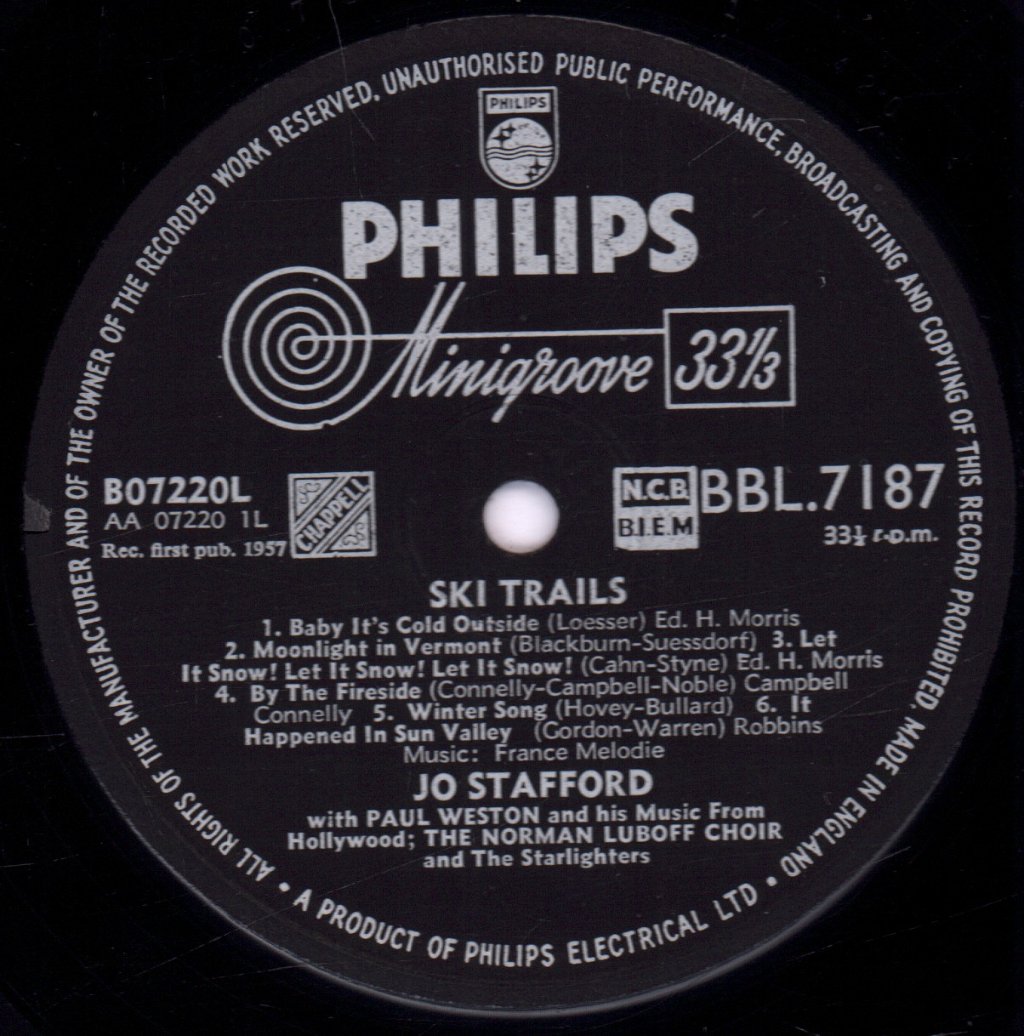 ALL RIGHTS OF THE MANUFACTURER AND OF THE OWNER OF THE RECORDED WORK RESERVED. UNAUTHORISED PUBLIC PERFORMANCE, BROADCASTING AND COPYING OF THIS RECORD PROHIBITED. MADE IN ENGLAND •
PHILIPS
PHILIPS
Minigroove 33 1/3
B07220L
AA 07220 1L
Rec. first pub. 1957
CHAPPELL
N.C.B.
B.I.E.M
BBL.7187
33⅓ r.p.m.
SKI TRAILS
1. Baby It's Cold Outside (Loesser) Ed. H. Morris
2. Moonlight in Vermont (Blackburn-Suessdorf) 3. Let
It Snow! Let It Snow! Let It Snow! (Cahn-Styne) Ed. H. Morris
4. By The Fireside (Connelly-Campbell-Noble) Campbell
Connelly 5. Winter Song (Hovey-Bullard) 6. It
Happened In Sun Valley (Gordon-Warren) Robbins
Music: France Melodie
JO STAFFORD
with PAUL WESTON and his Music From
Hollywood; THE NORMAN LUBOFF CHOIR
and The Starlighters
• A PRODUCT OF PHILIPS ELECTRICAL LTD